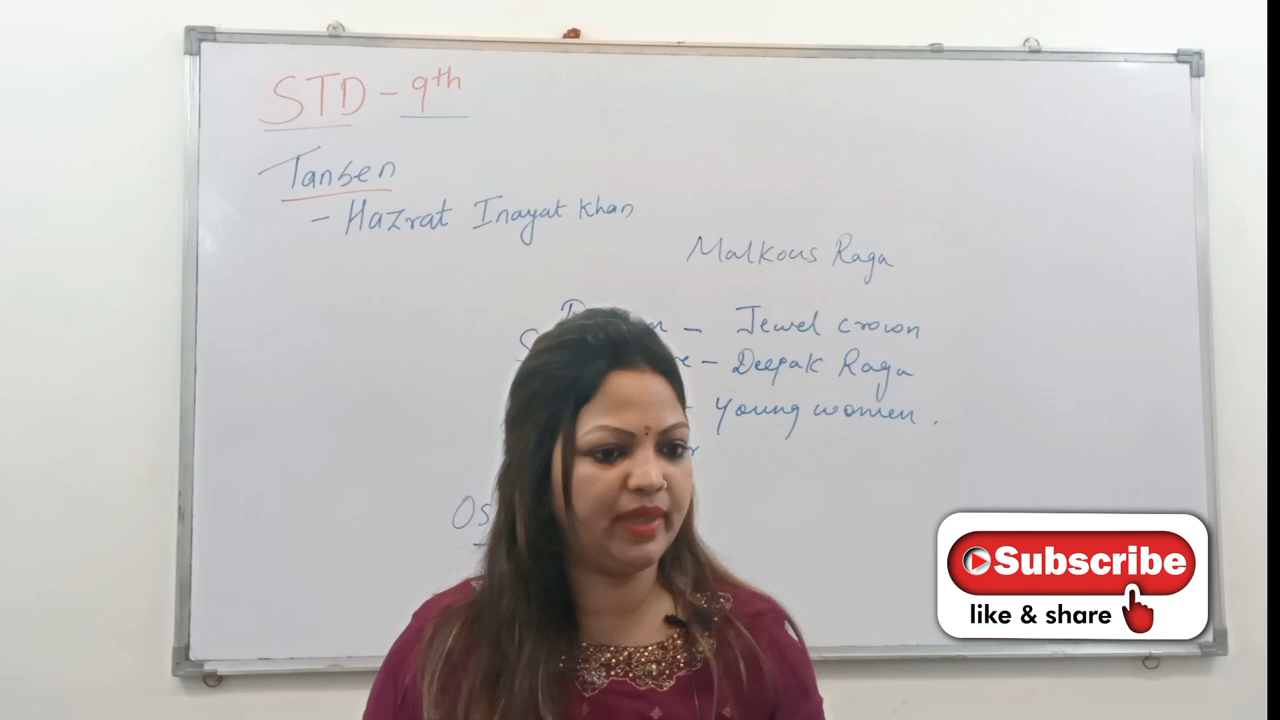 STD - 9th
Tansen
- Hazrat Inayat Khan
Malkous Raga
- Jewel crown
- Deepak Raga
- Young women.
Subscribe
like & share